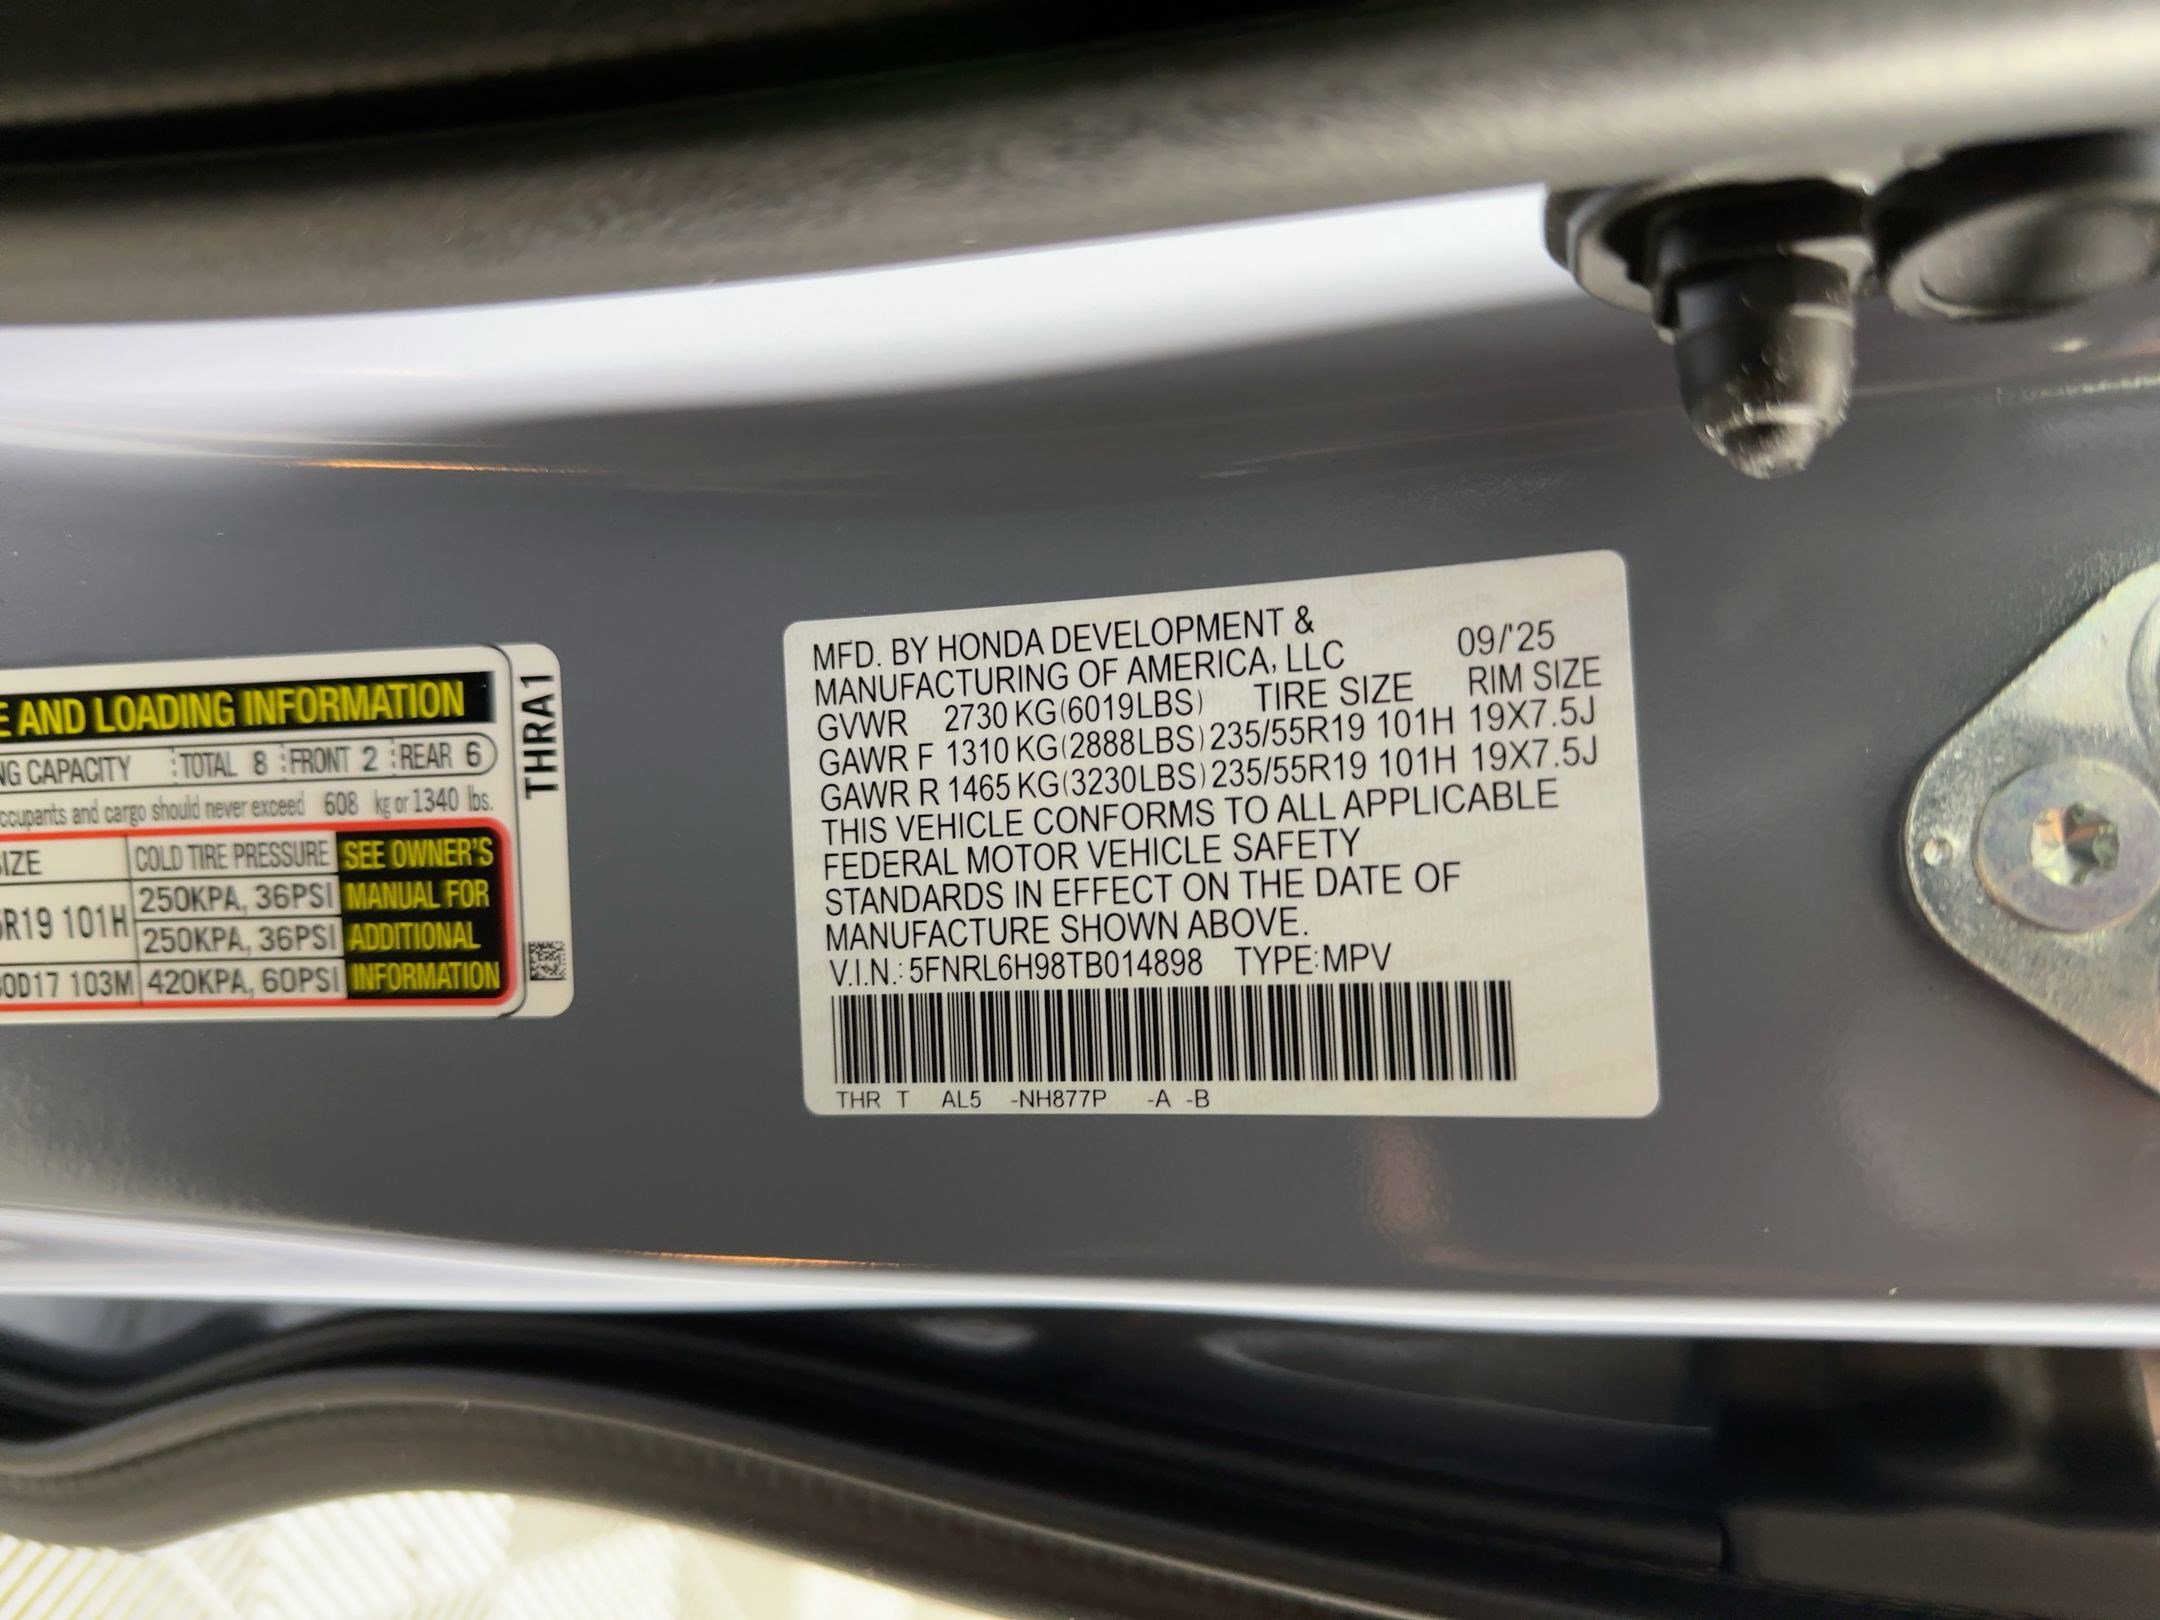 E AND LOADING INFORMATION
NG CAPACITY TOTAL 8 FRONT 2 REAR 6
ccupants and cargo should never exceed 608 kg or 1340 lbs.
IZE COLD TIRE PRESSURE SEE OWNER'S
R19 101H 250KPA, 36PSI MANUAL FOR
250KPA, 36PSI ADDITIONAL
0D17 103M 420KPA, 60PSI INFORMATION
THRA1
MFD. BY HONDA DEVELOPMENT &
MANUFACTURING OF AMERICA, LLC 09/'25
GVWR 2730 KG(6019LBS) TIRE SIZE RIM SIZE
GAWR F 1310 KG(2888LBS) 235/55R19 101H 19X7.5J
GAWR R 1465 KG(3230LBS) 235/55R19 101H 19X7.5J
THIS VEHICLE CONFORMS TO ALL APPLICABLE
FEDERAL MOTOR VEHICLE SAFETY
STANDARDS IN EFFECT ON THE DATE OF
MANUFACTURE SHOWN ABOVE.
V.I.N.: 5FNRL6H98TB014898 TYPE:MPV
THR T AL5 -NH877P -A -B